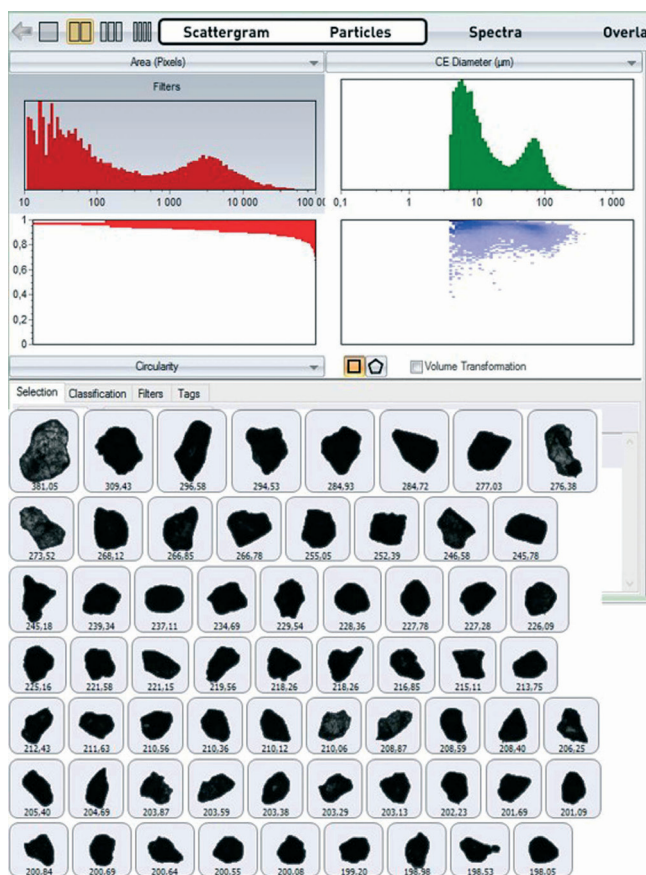 Scattergram Particles Spectra Overla
Area (Pixels) CE Diameter (µm)
Filters
10 100 1 000 10 000 100 00 0,1 1 10 100 1 000
1
0,8
0,6
0,4
0,2
0
Circularity Volume Transformation
Selection Classification Filters Tags
381,05 309,43 296,58 294,53 284,93 284,72 277,03 276,38
273,52 268,12 266,85 266,78 255,05 252,39 246,58 245,78
245,18 239,34 237,11 234,69 229,54 228,36 227,78 227,28 226,09
225,16 221,58 221,15 219,56 218,26 218,26 216,85 215,11 213,75
212,43 211,63 210,56 210,36 210,12 210,06 208,87 208,59 208,40 206,25
205,40 204,69 203,87 203,59 203,38 203,29 203,13 202,23 201,69 201,09
200,84 200,69 200,64 200,55 200,08 199,20 198,98 198,53 198,05